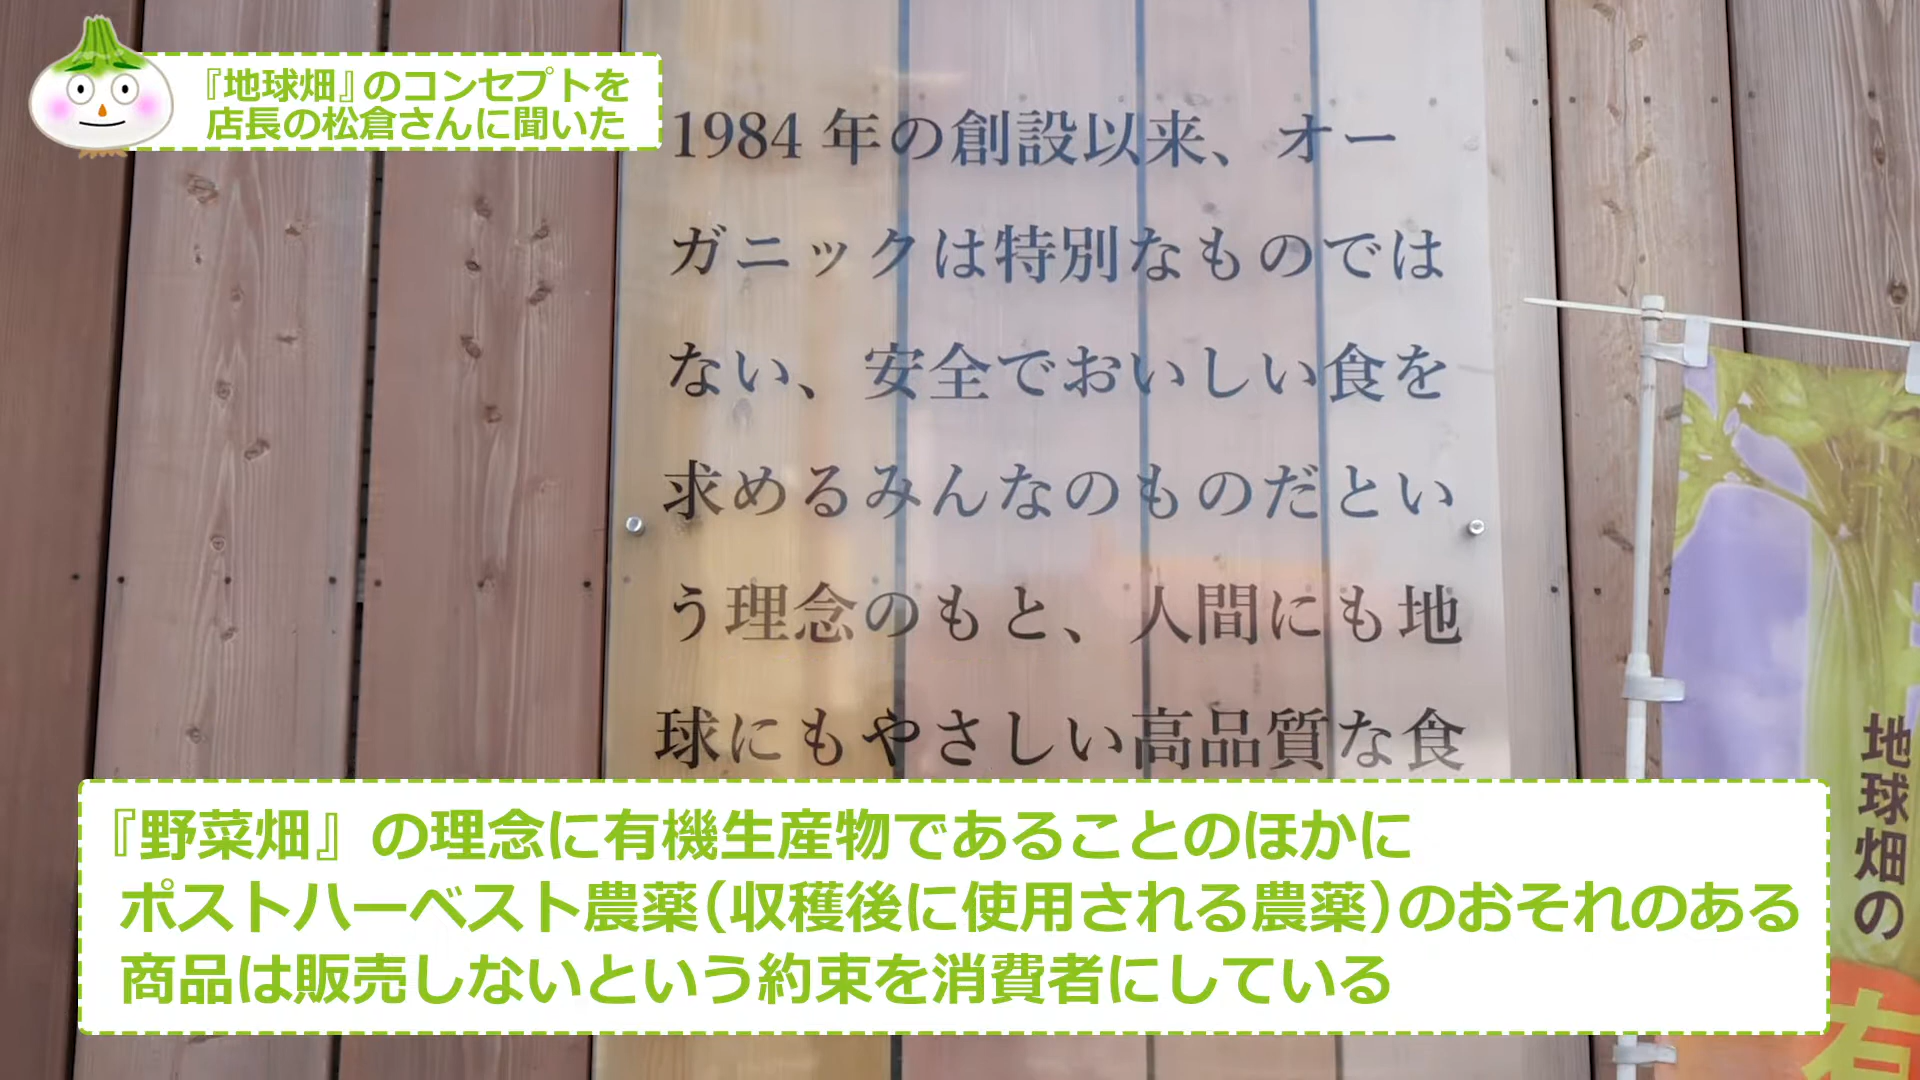 『地球畑』のコンセプトを
店長の松倉さんに聞いた
1984年の創設以来、オー
ガニックは特別なものでは
ない、安全でおいしい食を
求めるみんなのものだとい
う理念のもと、人間にも地
球にもやさしい高品質な食
地球畑の
有
『野菜畑』の理念に有機生産物であることのほかに
ポストハーベスト農薬(収穫後に使用される農薬)のおそれのある
商品は販売しないという約束を消費者にしている